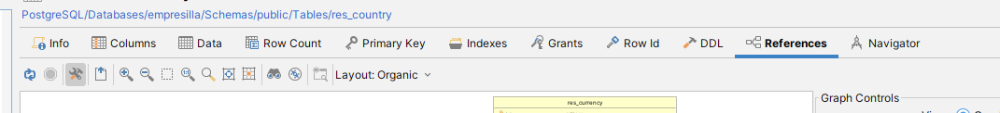 PostgreSQL/Databases/empresilla/Schemas/public/Tables/res_country
Info Columns Data Row Count Primary Key Indexes Grants Row Id DDL References Navigator
Layout: Organic
res_currency
Graph Controls